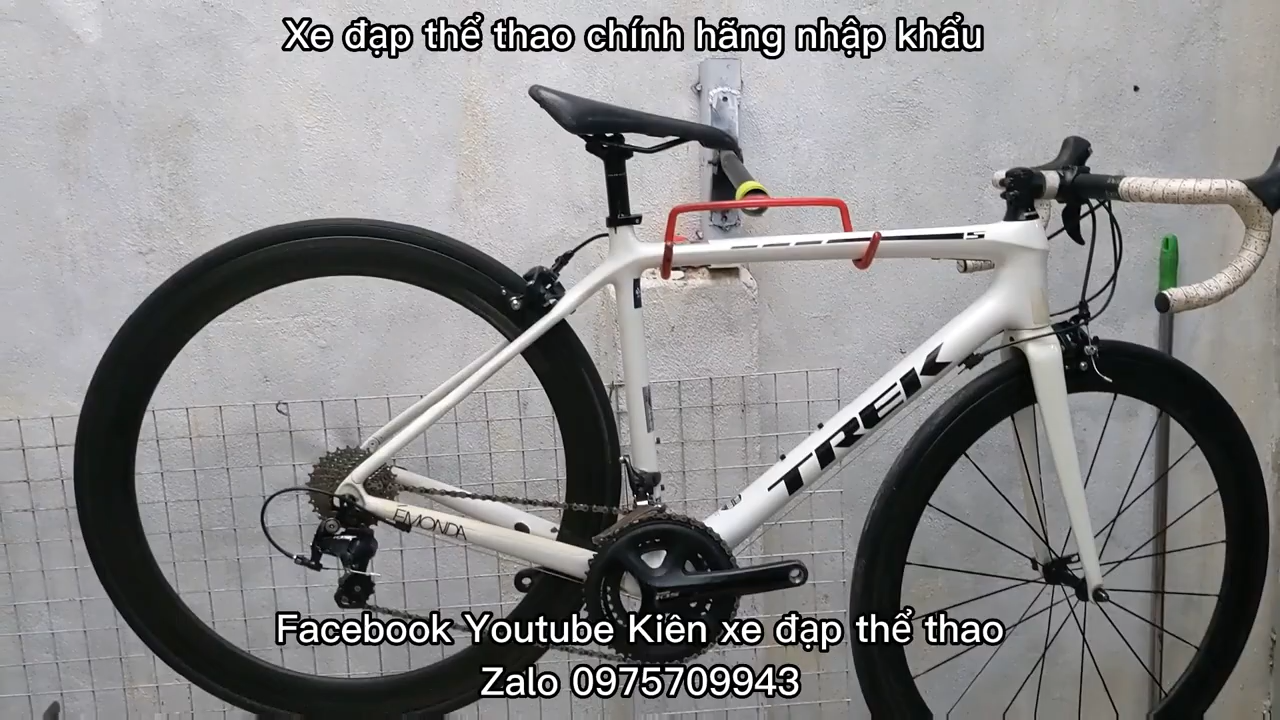 Xe đạp thể thao chính hãng nhập khẩu
TREK
EMONDA
Facebook Youtube Kiên xe đạp thể thao
Zalo 0975709943